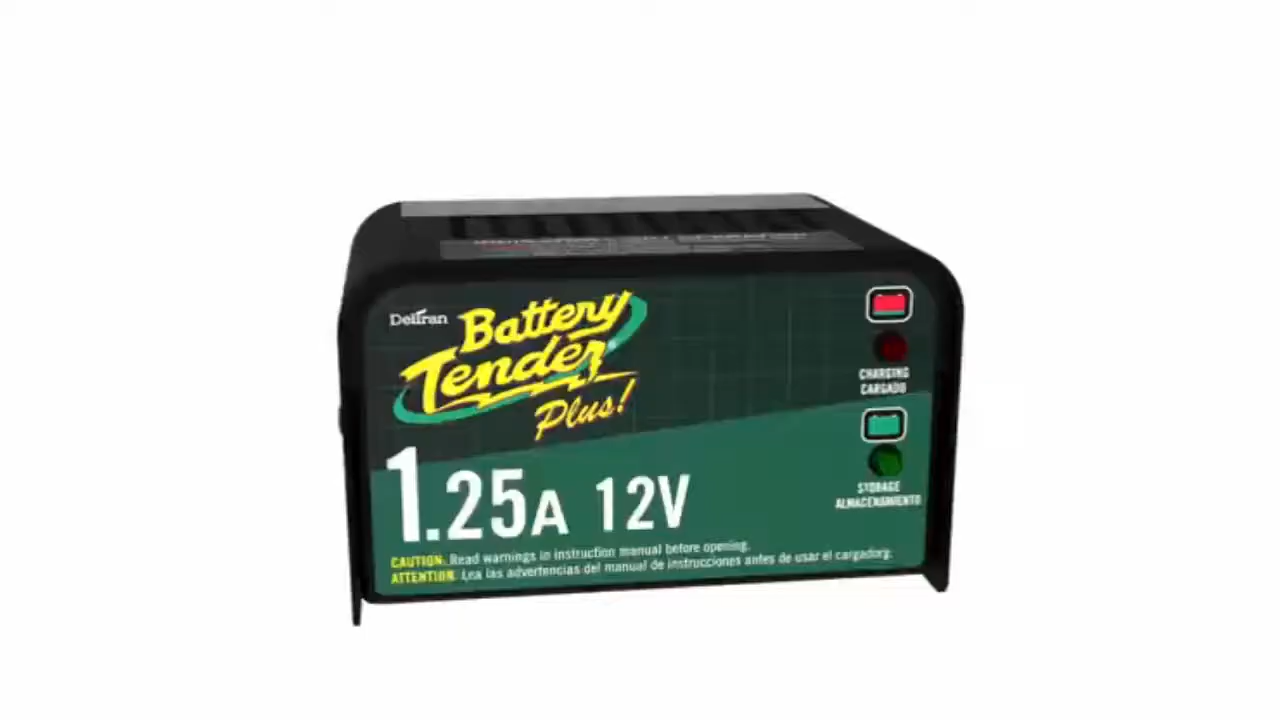 Deltran
Battery
Tender
Plus!
1.25A 12V
CHARGING
CARGADO
STORAGE
ALMACENAMIENTO
CAUTION: Read warnings in instruction manual before opening.
ATTENTION: Lea las advertencias del manual de instrucciones antes de usar el cargadorg.